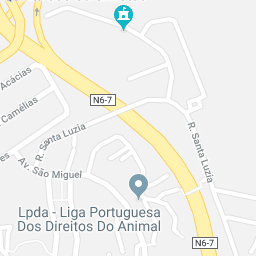 Acácias
Camélias
N6-7
R. Santa Luzia
R. Santa Luzia
Av. São Miguel
Lpda - Liga Portuguesa
Dos Direitos Do Animal
N6-7